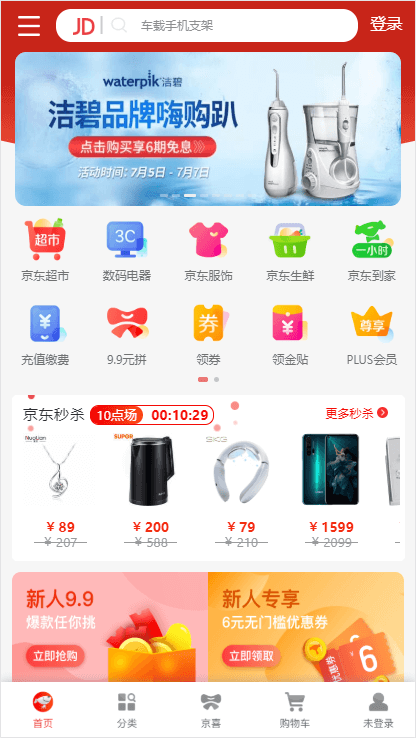 JD 车载手机支架 登录
waterpik 洁碧
洁碧品牌嗨购趴
点击购买享6期免息
活动时间：7月5日 - 7月7日
超市 3C 一小时
京东超市 数码电器 京东服饰 京东生鲜 京东到家
¥ 券 ¥ 尊享
充值缴费 9.9元拼 领券 领金贴 PLUS会员
京东秒杀 10点场 00:10:29 更多秒杀
SUPOR SKG
¥ 89 ¥ 200 ¥ 79 ¥ 1599
¥ 207 ¥ 588 ¥ 210 ¥ 2099
新人9.9 新人专享
爆款任你挑 6元无门槛优惠券
立即抢购 立即领取
¥ 6
首页 分类 京喜 购物车 未登录